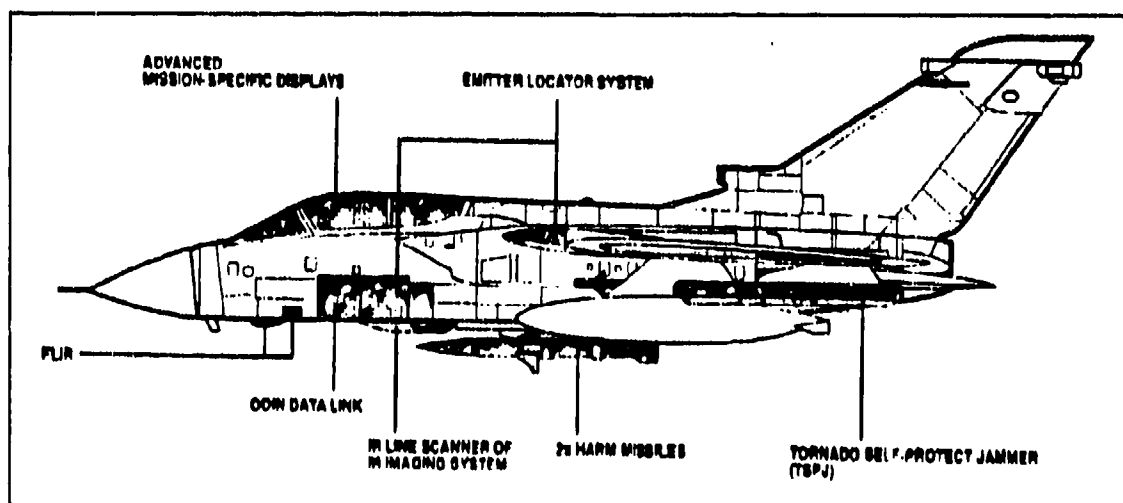 ADVANCED
MISSION-SPECIFIC DISPLAYS
EMITTER LOCATOR SYSTEM
FLIR
ODIN DATA LINK
IR LINE SCANNER OF
IR IMAGING SYSTEM
2x HARM MISSILES
TORNADO SELF-PROTECT JAMMER
(TSPJ)